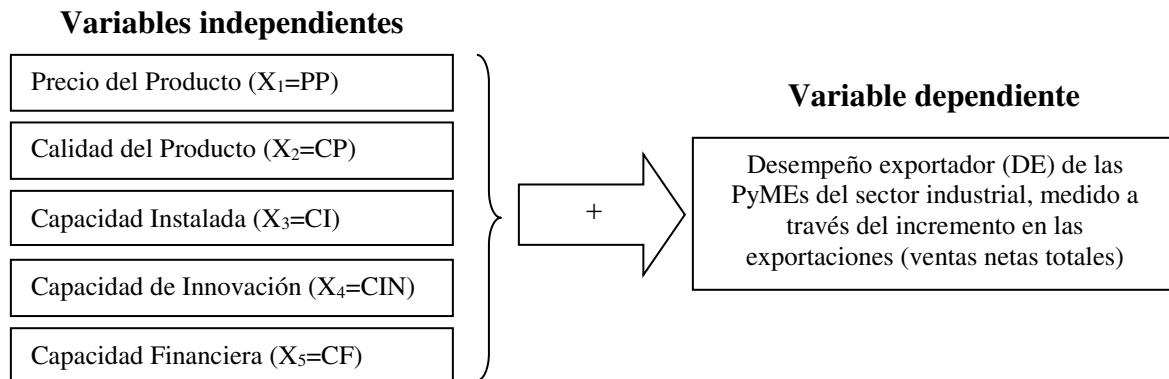 Variables independientes
Precio del Producto (X₁=PP)
Calidad del Producto (X₂=CP)
Capacidad Instalada (X₃=CI)
Capacidad de Innovación (X₄=CIN)
Capacidad Financiera (X₅=CF)
+
Variable dependiente
Desempeño exportador (DE) de las
PyMEs del sector industrial, medido a
través del incremento en las
exportaciones (ventas netas totales)